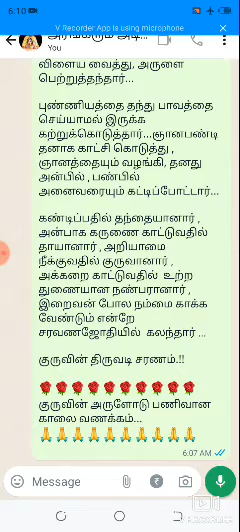 6:10
V Recorder App is using microphone
You
விளைய வைத்து, அருளை
பெற்றுத்தந்தார்...
புண்ணியத்தை தந்து பாவத்தை
செய்யாமல் இருக்க
கற்றுக்கொடுத்தார்...ஞானபண்டி
தனாக காட்சி கொடுத்து ,
ஞானத்தையும் வழங்கி, தனது
அன்பில் , பண்பில்
அனைவரையும் கட்டிப்போட்டார்...
கண்டிப்பதில் தந்தையானார் ,
அன்பாக கருணை காட்டுவதில்
தாயானார் , அறியாமை
நீக்குவதில் குருவானார் ,
அக்கறை காட்டுவதில் உற்ற
துணையான நண்பரானார் ,
இறைவன் போல நம்மை காக்க
வேண்டும் என்றே
சரவணஜோதியில் கலந்தார் ...
குருவின் திருவடி சரணம்.!!
🌹🌹🌹🌹🌹🌹🌹🌹🌹🌹
குருவின் அருளோடு பணிவான
காலை வணக்கம்...
🙏🙏🙏🙏🙏🙏🙏🙏🙏🙏
6:07 AM
Message